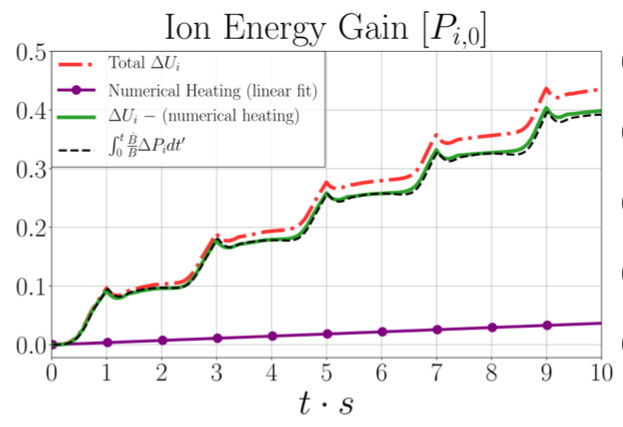 Ion Energy Gain [P_{i,0}]
Total ΔU_i
Numerical Heating (linear fit)
ΔU_i − (numerical heating)
∫_0^t \frac{\dot{B}}{B} ΔP_i dt′
0.5
0.4
0.3
0.2
0.1
0.0
0 1 2 3 4 5 6 7 8 9 10
t · s